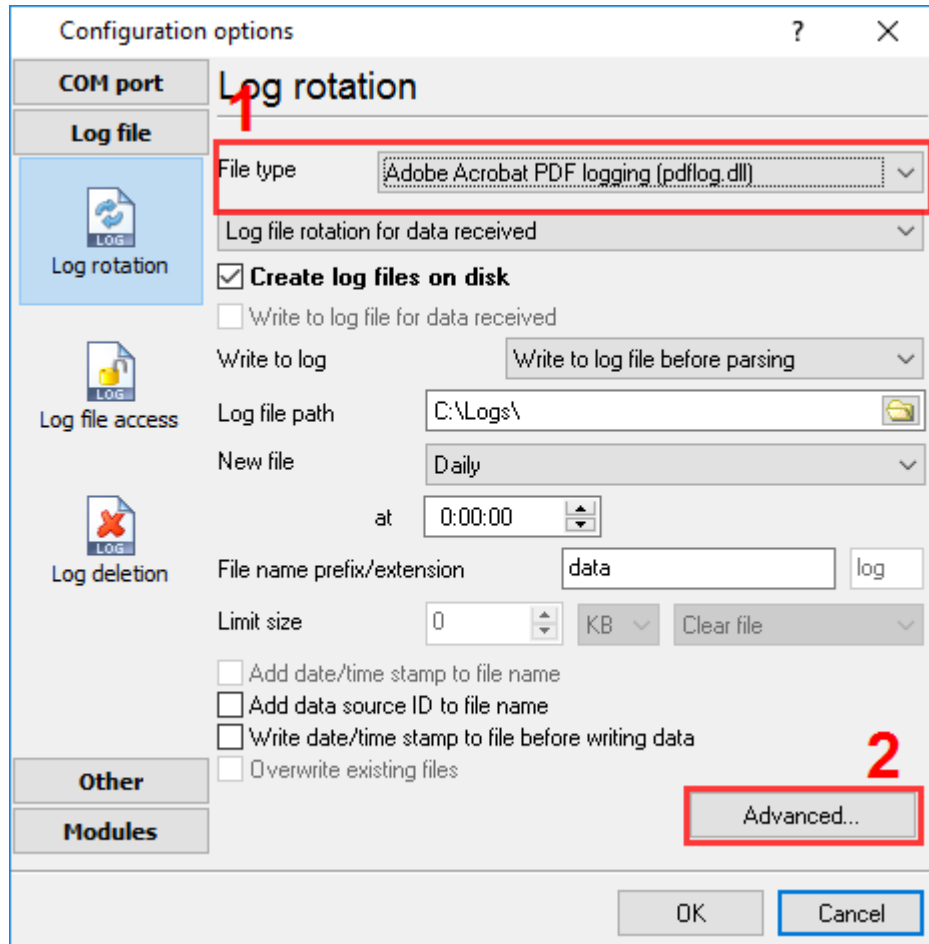 Configuration options
?
COM port
Log file
Log rotation
Log file access
Log deletion
Other
Modules
Log rotation
1
File type Adobe Acrobat PDF logging (pdflog.dll)
Log file rotation for data received
Create log files on disk
Write to log file for data received
Write to log Write to log file before parsing
Log file path C:\Logs\
New file Daily
at 0:00:00
File name prefix/extension data log
Limit size 0 KB Clear file
Add date/time stamp to file name
Add data source ID to file name
Write date/time stamp to file before writing data
Overwrite existing files
2
Advanced...
OK Cancel
LOG
LOG
LOG